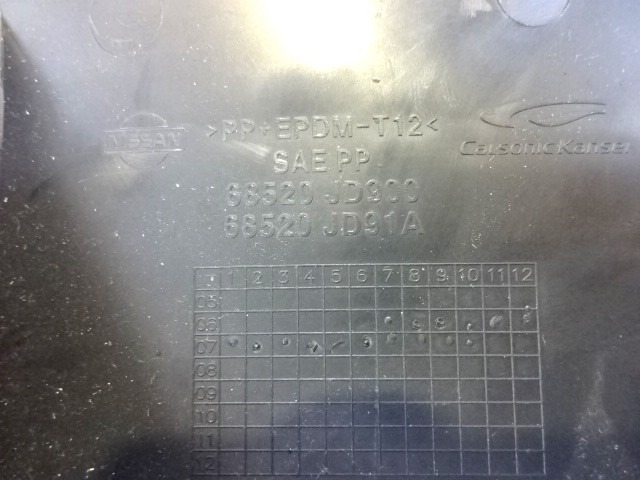 NISSAN
>PP+EPDM-T12<
CalsonicKansei
SAE PP
68520 JD900
68520 JD91A
1 2 3 4 5 6 7 8 9 10 11 12
05
06
07
08
09
10
11
12